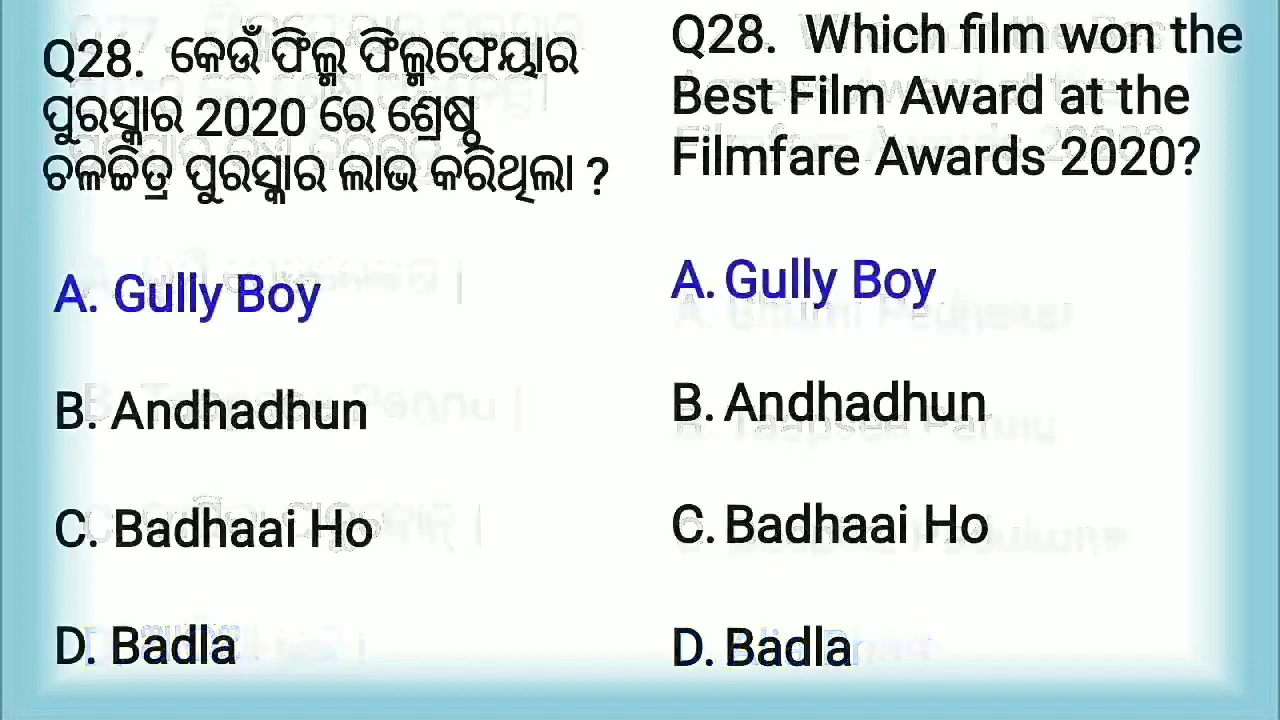 Q28. କେଉଁ ଫିଲ୍ମ ଫିଲ୍ମଫେୟାର
ପୁରସ୍କାର 2020 ରେ ଶ୍ରେଷ୍ଠ
ଚଳଚ୍ଚିତ୍ର ପୁରସ୍କାର ଲାଭ କରିଥିଲା ?
A. Gully Boy
B. Andhadhun
C. Badhaai Ho
D. Badla
Q28. Which film won the
Best Film Award at the
Filmfare Awards 2020?
A. Gully Boy
B. Andhadhun
C. Badhaai Ho
D. Badla